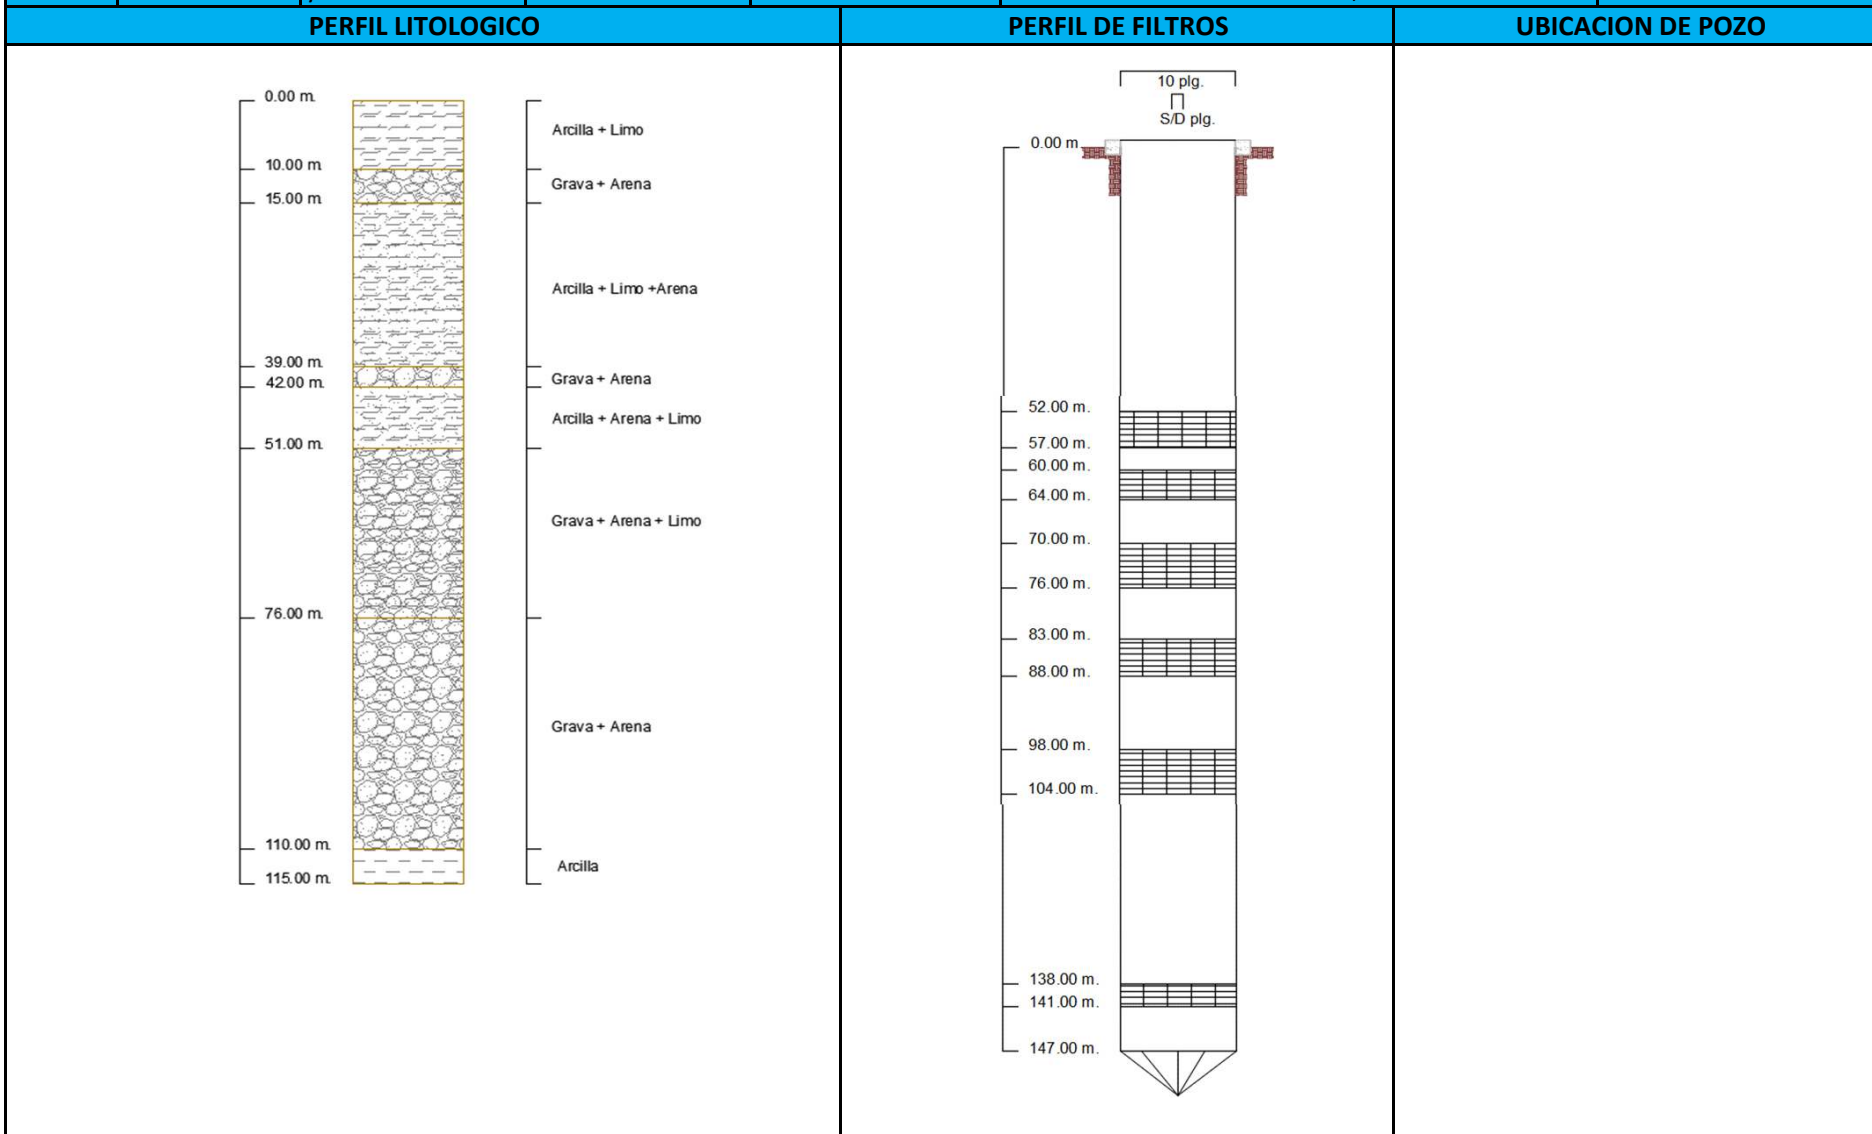 PERFIL LITOLOGICO
PERFIL DE FILTROS
UBICACION DE POZO
0.00 m.
Arcilla + Limo
10.00 m.
Grava + Arena
15.00 m.
Arcilla + Limo +Arena
39.00 m.
Grava + Arena
42.00 m.
Arcilla + Arena + Limo
51.00 m.
Grava + Arena + Limo
76.00 m.
Grava + Arena
110.00 m.
Arcilla
115.00 m.
10 plg.
S/D plg.
0.00 m
52.00 m.
57.00 m.
60.00 m.
64.00 m.
70.00 m.
76.00 m.
83.00 m.
88.00 m.
98.00 m.
104.00 m.
138.00 m.
141.00 m.
147.00 m.